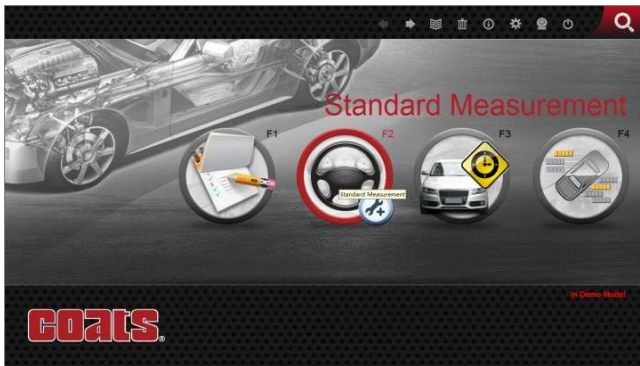 Standard Measurement
F1
F2
F3
F4
Standard Measurement
In Demo Mode!
COATS.